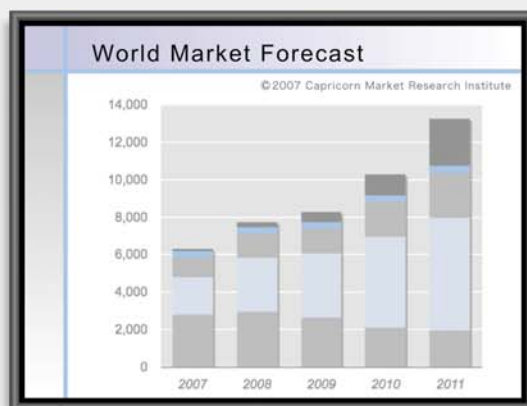 World Market Forecast
©2007 Capricorn Market Research Institute
14,000
12,000
10,000
8,000
6,000
4,000
2,000
0
2007 2008 2009 2010 2011